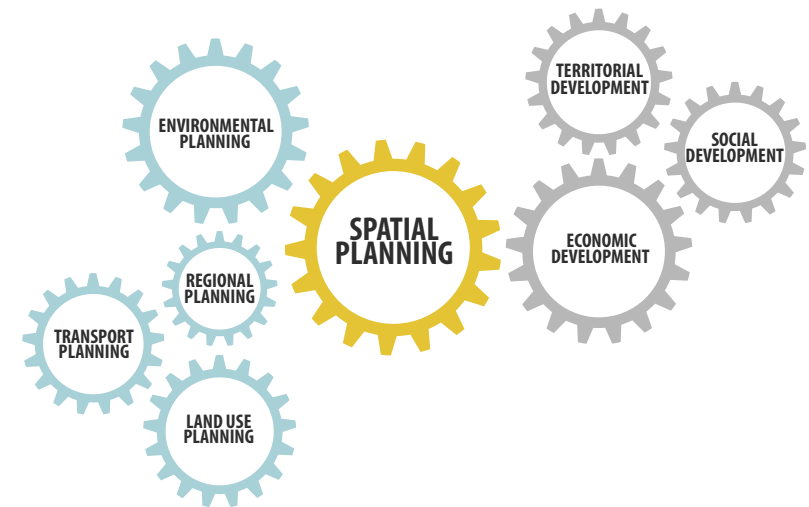 ENVIRONMENTAL
PLANNING
TERRITORIAL
DEVELOPMENT
SOCIAL
DEVELOPMENT
SPATIAL
PLANNING
ECONOMIC
DEVELOPMENT
REGIONAL
PLANNING
TRANSPORT
PLANNING
LAND USE
PLANNING